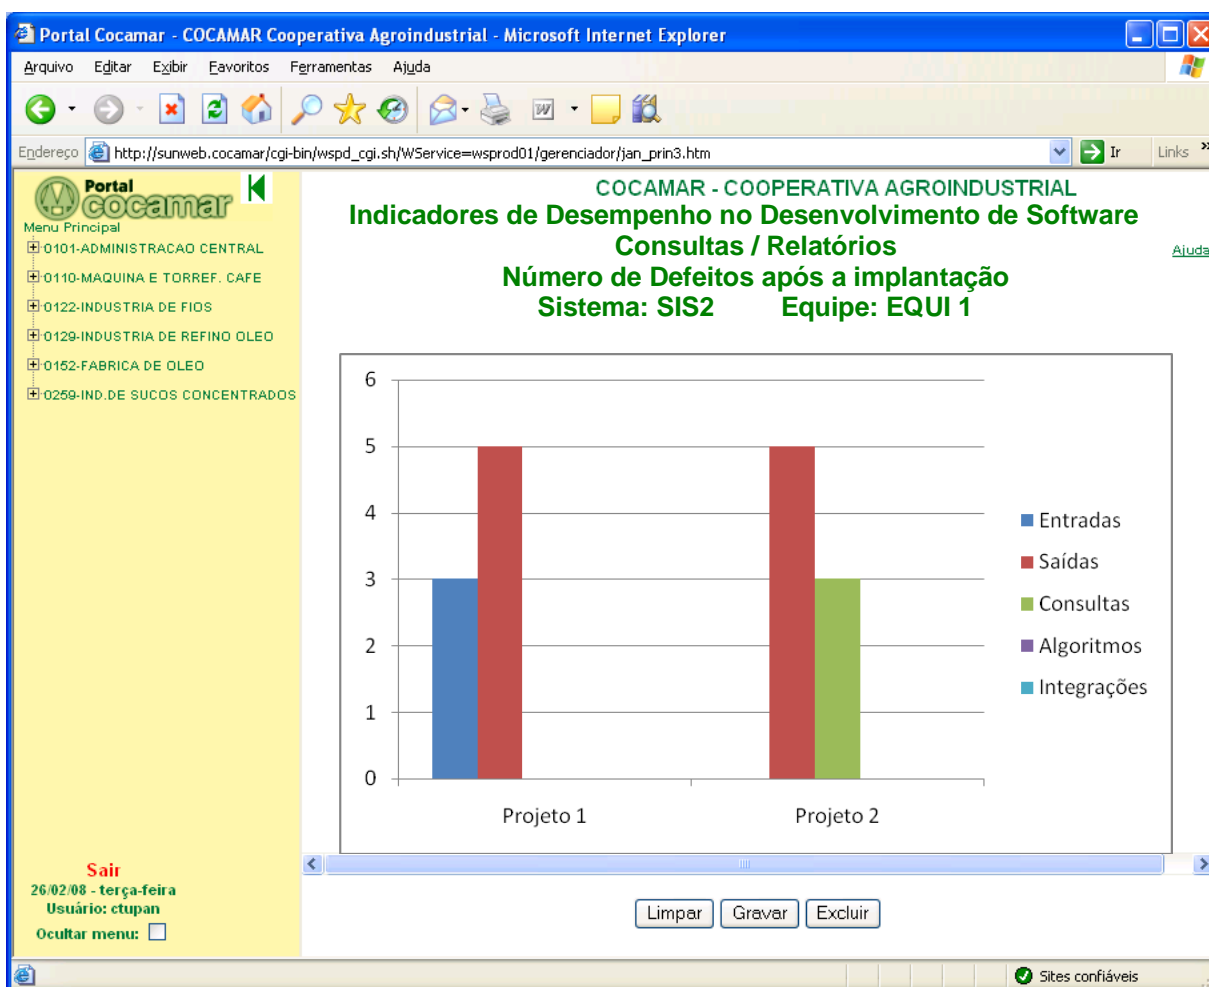 Portal Cocamar - COCAMAR Cooperativa Agroindustrial - Microsoft Internet Explorer
Arquivo Editar Exibir Favoritos Ferramentas Ajuda
Endereço http://sunweb.cocamar/cgi-bin/wspd_cgi.sh/WService=wsprod01/gerenciador/jan_prin3.htm Ir Links »
Portal
cocamar
Menu Principal
0101-ADMINISTRACAO CENTRAL
0110-MAQUINA E TORREF. CAFE
0122-INDUSTRIA DE FIOS
0129-INDUSTRIA DE REFINO OLEO
0152-FABRICA DE OLEO
0259-IND.DE SUCOS CONCENTRADOS
Sair
26/02/08 - terça-feira
Usuário: ctupan
Ocultar menu:
COCAMAR - COOPERATIVA AGROINDUSTRIAL
Indicadores de Desempenho no Desenvolvimento de Software
Consultas / Relatórios
Ajuda
Número de Defeitos após a implantação
Sistema: SIS2 Equipe: EQUI 1
6
5
4
3
2
1
0
Projeto 1 Projeto 2
Entradas
Saídas
Consultas
Algoritmos
Integrações
Limpar Gravar Excluir
Sites confiáveis